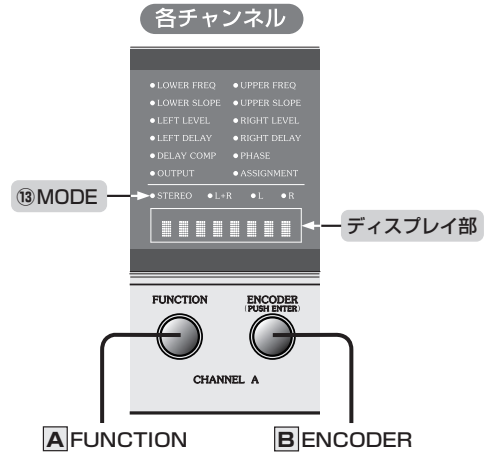 各チャンネル
●LOWER FREQ ●UPPER FREQ
●LOWER SLOPE ●UPPER SLOPE
●LEFT LEVEL ●RIGHT LEVEL
●LEFT DELAY ●RIGHT DELAY
●DELAY COMP ●PHASE
●OUTPUT ●ASSIGNMENT
⑬MODE
●STEREO ●L+R ●L ●R
ディスプレイ部
FUNCTION ENCODER
(PUSH ENTER)
CHANNEL A
A FUNCTION B ENCODER